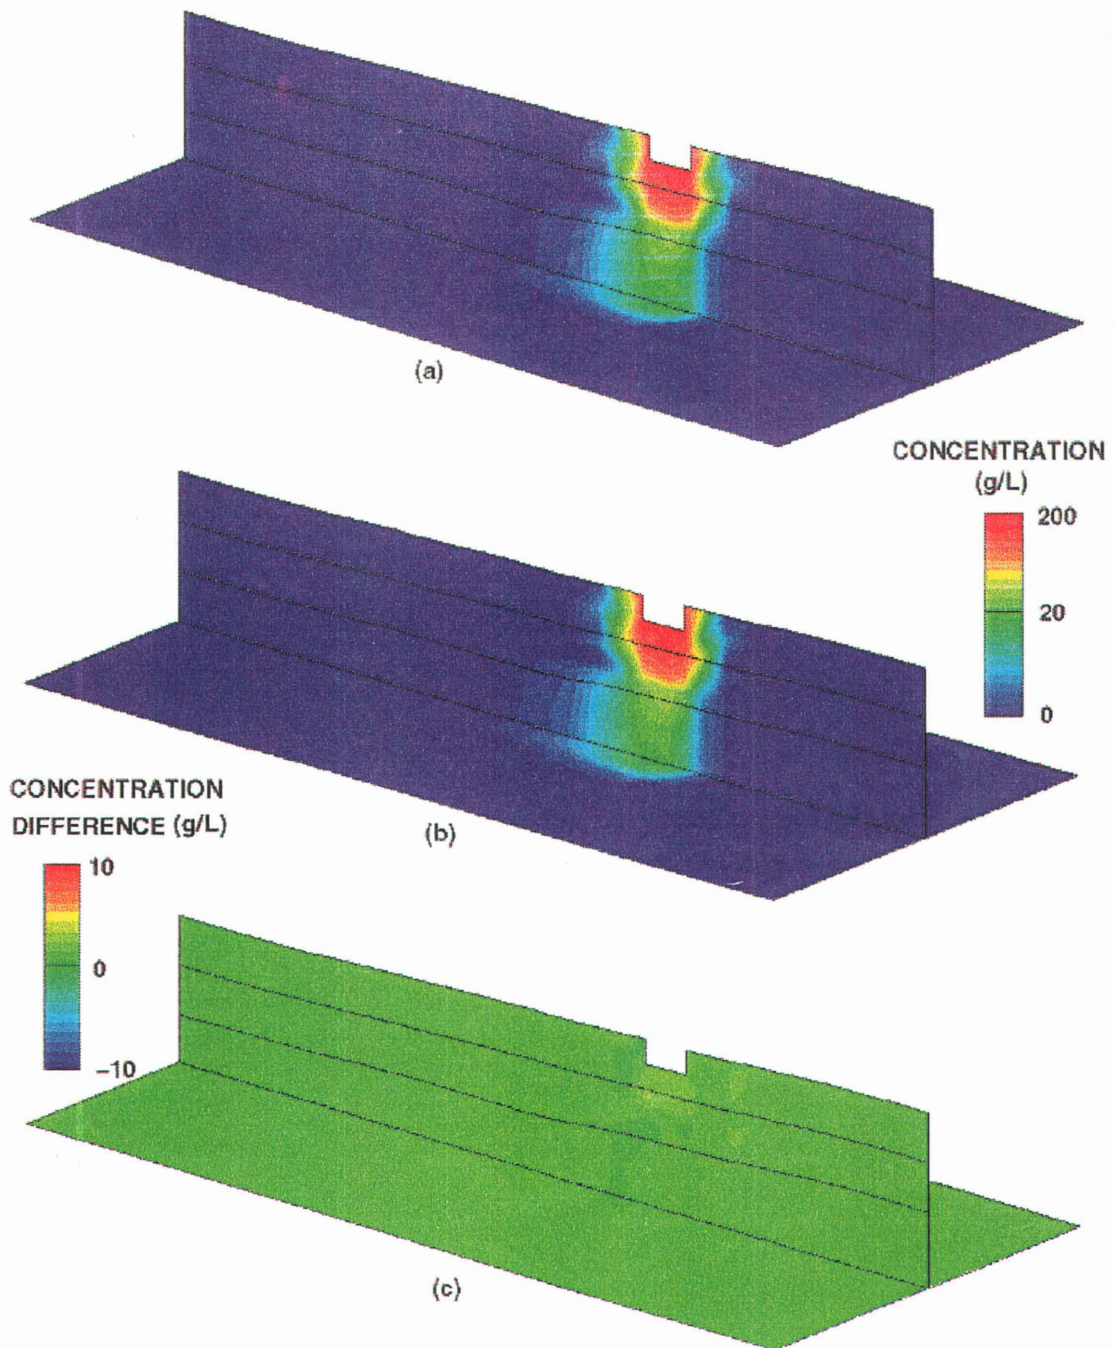 (a)
CONCENTRATION
(g/L)
200
20
0
(b)
CONCENTRATION
DIFFERENCE (g/L)
10
0
−10
(c)